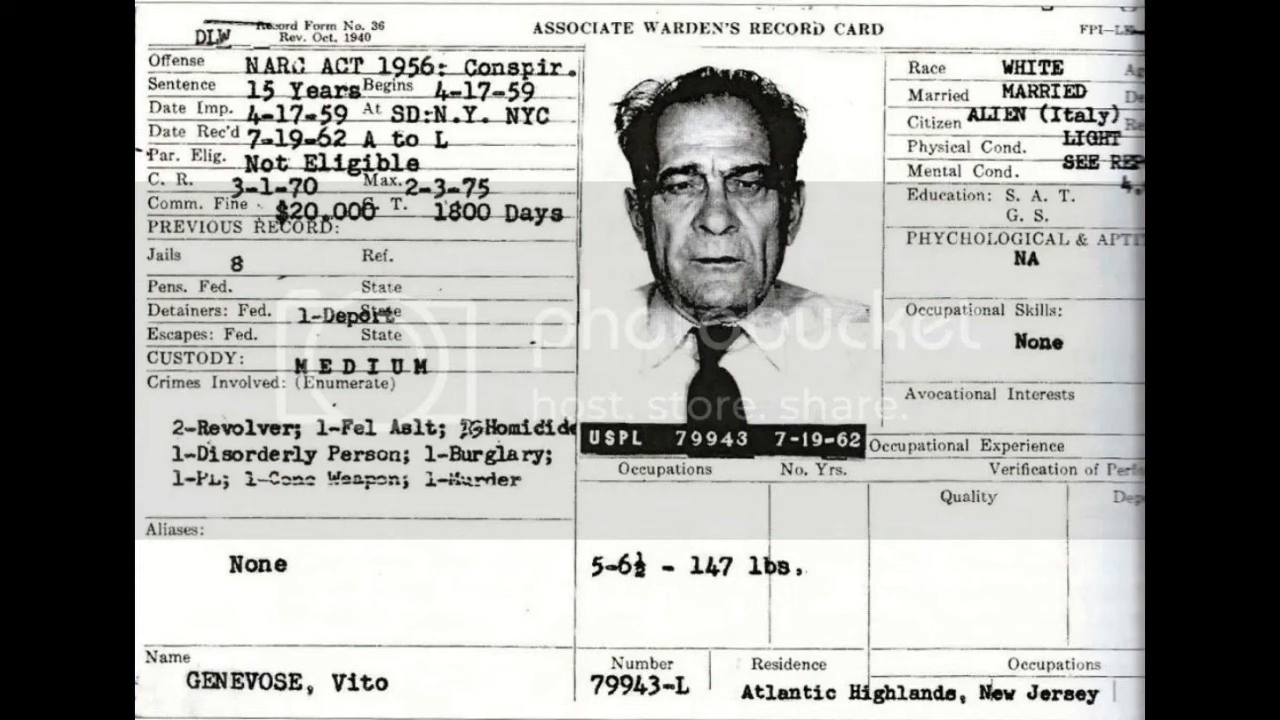 DLW Record Form No. 36
Rev. Oct. 1940
ASSOCIATE WARDEN'S RECORD CARD
FPI
Offense NARC ACT 1956: Conspir.
Sentence 15 Years Begins 4-17-59
Date Imp. 4-17-59 At SD:N.Y. NYC
Date Rec'd 7-19-62 A to L
Par. Elig. Not Eligible
C. R. 3-1-70 Max. 2-3-75
Comm. Fine $20,000 T. 1800 Days
PREVIOUS RECORD:
Jails 8 Ref.
Pens. Fed. State
Detainers: Fed. 1-Deport State
Escapes: Fed. State
CUSTODY: MEDIUM
Crimes Involved: (Enumerate)
2-Revolver; 1-Fel Aslt; Homicide
1-Disorderly Person; 1-Burglary;
1-PL; 1-Conc Weapon; 1-Murder
Aliases:
None
Name
GENEVOSE, Vito
USPL 79943 7-19-62
Occupations No. Yrs.
5-6½ - 147 lbs.
Number
79943-L
Residence
Atlantic Highlands, New Jersey
Race WHITE
Married MARRIED
Citizen ALIEN (Italy)
Physical Cond. LIGHT
Mental Cond. SEE REP
Education: S. A. T.
G. S.
PHYCHOLOGICAL & APTI
NA
Occupational Skills:
None
Avocational Interests
Occupational Experience
Verification of
Quality
Occupations
photobucket
host. store. share.